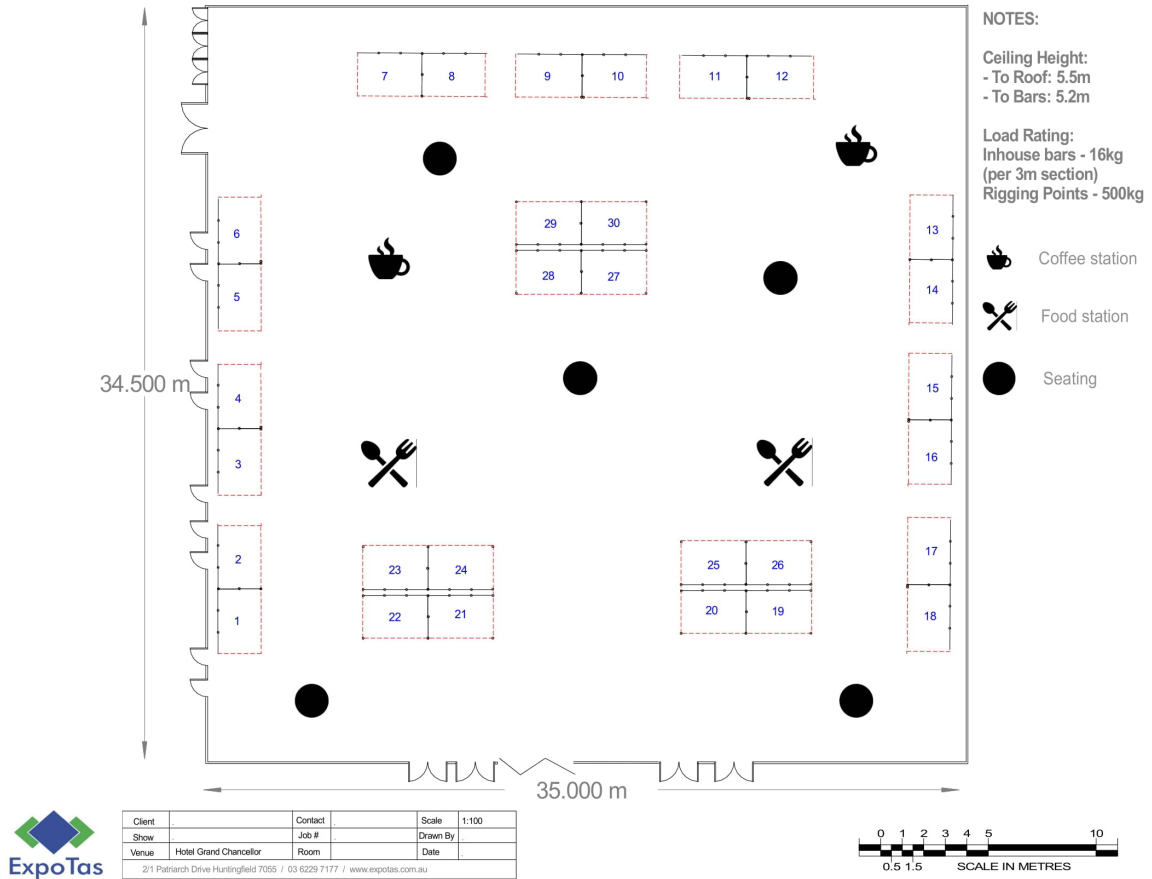 NOTES:
Ceiling Height:
- To Roof: 5.5m
- To Bars: 5.2m
Load Rating:
Inhouse bars - 16kg
(per 3m section)
Rigging Points - 500kg
Coffee station
Food station
Seating
7 8 9 10 11 12
29 30
28 27
6
5
4
3
2
1
13
14
15
16
17
18
23 24
22 21
25 26
20 19
34.500 m
35.000 m
ExpoTas
Client . Contact . Scale 1:100
Show . Job # . Drawn By .
Venue Hotel Grand Chancellor Room Date .
2/1 Patriarch Drive Huntingfield 7055 / 03 6229 7177 / www.expotas.com.au
0 1 2 3 4 5 10
0.5 1.5 SCALE IN METRES